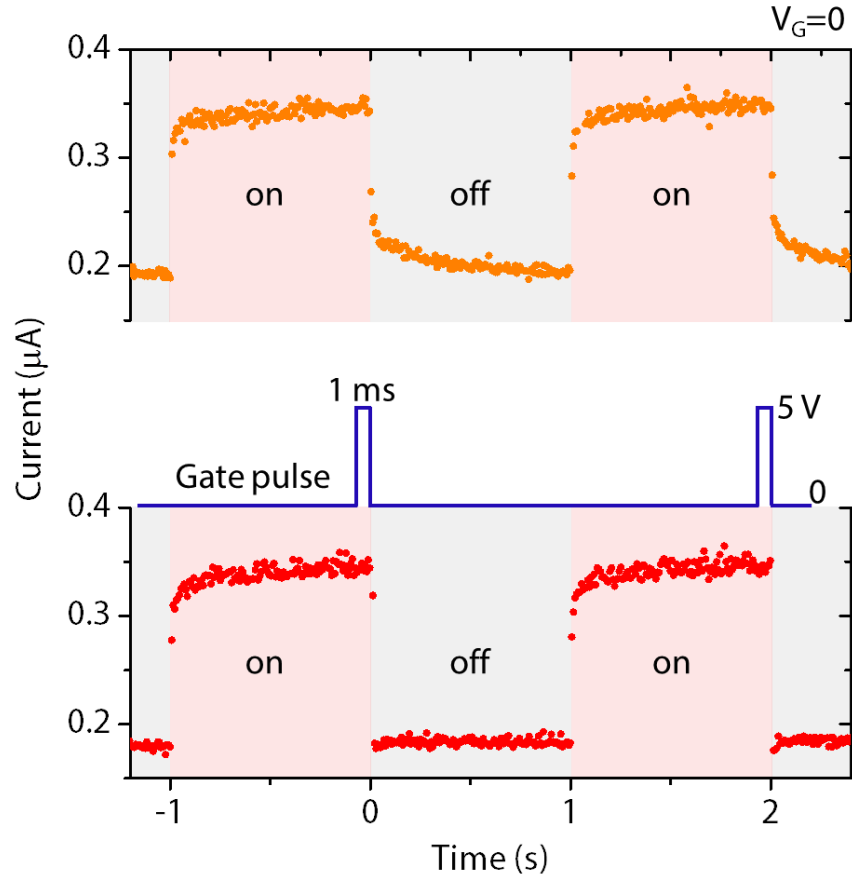 V_G=0
0.4
0.3
0.2
on
off
on
Current (μA)
1 ms
5 V
Gate pulse
0
0.4
0.3
0.2
on
off
on
-1
0
1
2
Time (s)